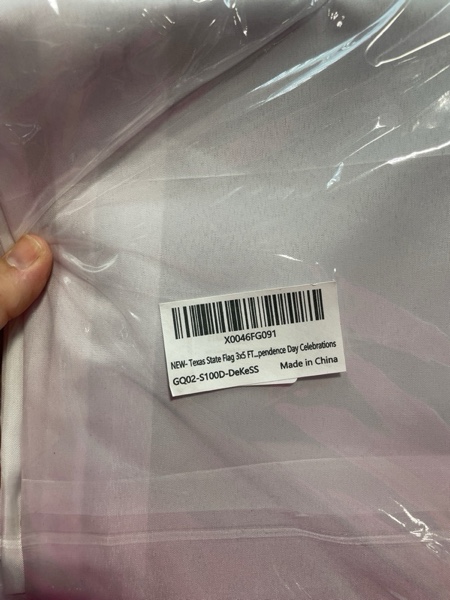 X0046FG091
NEW- Texas State Flag 3x5 FT...pendence Day Celebrations
GQ02-S100D-DeKeSS Made in China